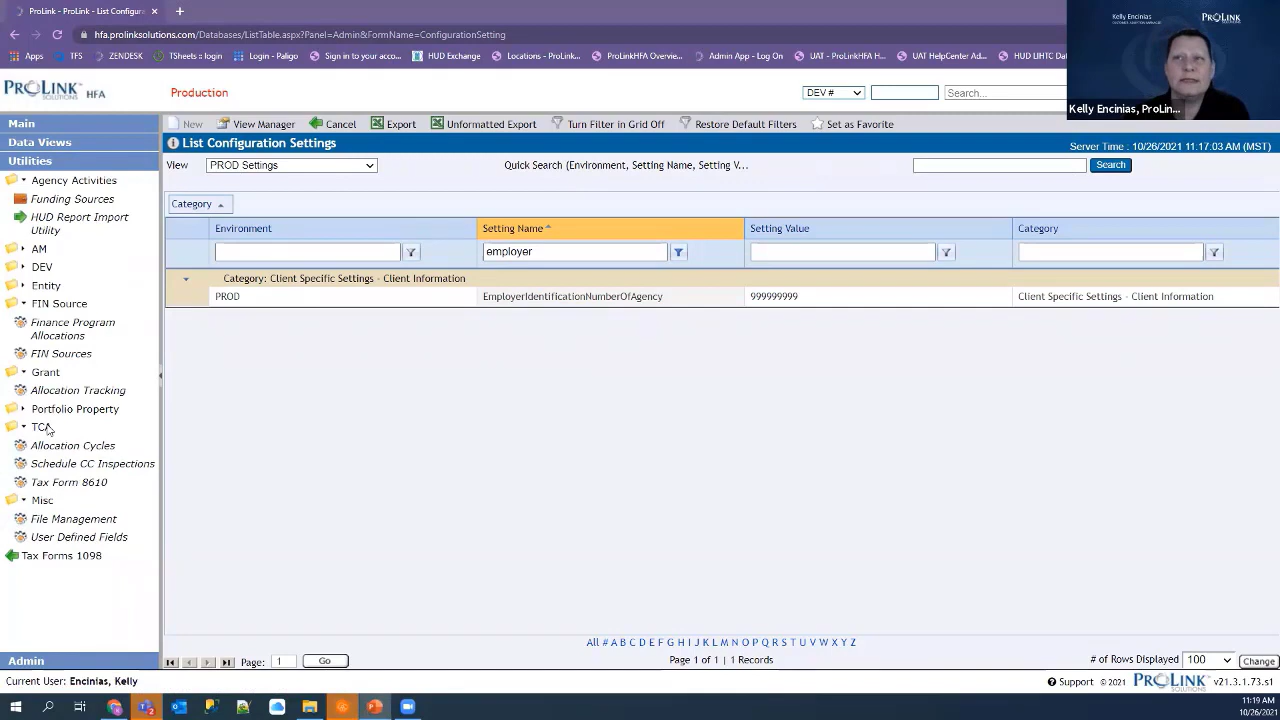 ProLink - ProLink - List Configur...
hfa.prolinksolutions.com/Databases/ListTable.aspx?Panel=Admin&FormName=ConfigurationSetting
Apps TFS ZENDESK TSheets :: login Login - Paligo Sign in to your acco... HUD Exchange Locations - ProLink... ProLinkHFA Overvie... Admin App - Log On UAT - ProLinkHFA H... UAT HelpCenter Ad... HUD LIHTC Dat
Kelly Encinias
PROLINK
Kelly Encinias, ProLin...
PROLINK SOLUTIONS HFA
Production
DEV #
Search...
Main
Data Views
Utilities
Agency Activities
Funding Sources
HUD Report Import
Utility
AM
DEV
Entity
FIN Source
Finance Program
Allocations
FIN Sources
Grant
Allocation Tracking
Portfolio Property
TCA
Allocation Cycles
Schedule CC Inspections
Tax Form 8610
Misc
File Management
User Defined Fields
Tax Forms 1098
Admin
New View Manager Cancel Export Unformatted Export Turn Filter in Grid Off Restore Default Filters Set as Favorite
List Configuration Settings
Server Time : 10/26/2021 11:17:03 AM (MST)
View PROD Settings Quick Search (Environment, Setting Name, Setting V... Search
Category
Environment Setting Name Setting Value Category
employer
Category: Client Specific Settings - Client Information
PROD EmployerIdentificationNumberOfAgency 999999999 Client Specific Settings - Client Information
All # A B C D E F G H I J K L M N O P Q R S T U V W X Y Z
Page: 1 Go
Page 1 of 1 | 1 Records
# of Rows Displayed 100 Change
Current User: Encinias, Kelly
Support © 2021 PROLINK SOLUTIONS v21.3.1.73.s1
11:19 AM
10/26/2021